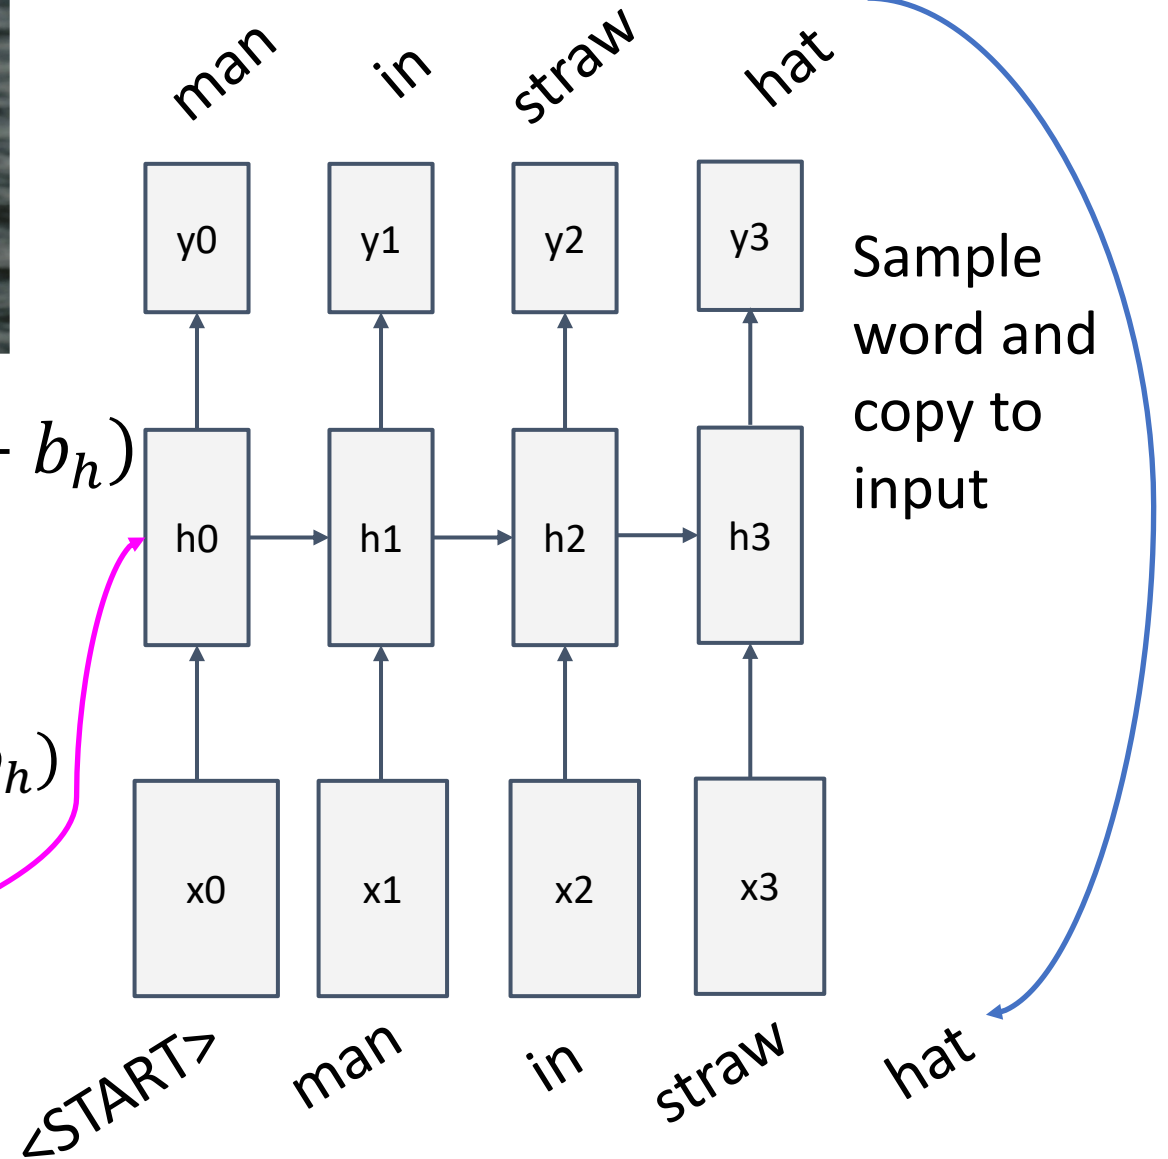 man in straw hat
y0 y1 y2 y3
Sample
word and
copy to
input
b_h)
h0 h1 h2 h3
_h)
x0 x1 x2 x3
<START> man in straw hat